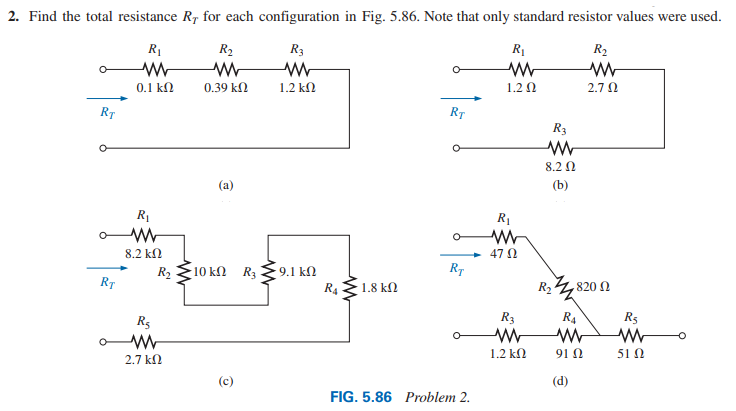 2. Find the total resistance R_T for each configuration in Fig. 5.86. Note that only standard resistor values were used.
R₁ R₂ R₃
0.1 kΩ 0.39 kΩ 1.2 kΩ
R_T
(a)
R₁ R₂
1.2 Ω 2.7 Ω
R_T
R₃
8.2 Ω
(b)
R₁
8.2 kΩ
R₂ 10 kΩ R₃ 9.1 kΩ
R_T
R₄ 1.8 kΩ
R₅
2.7 kΩ
(c)
R₁
47 Ω
R_T
R₂ 820 Ω
R₃ R₄ R₅
1.2 kΩ 91 Ω 51 Ω
(d)
FIG. 5.86 Problem 2.